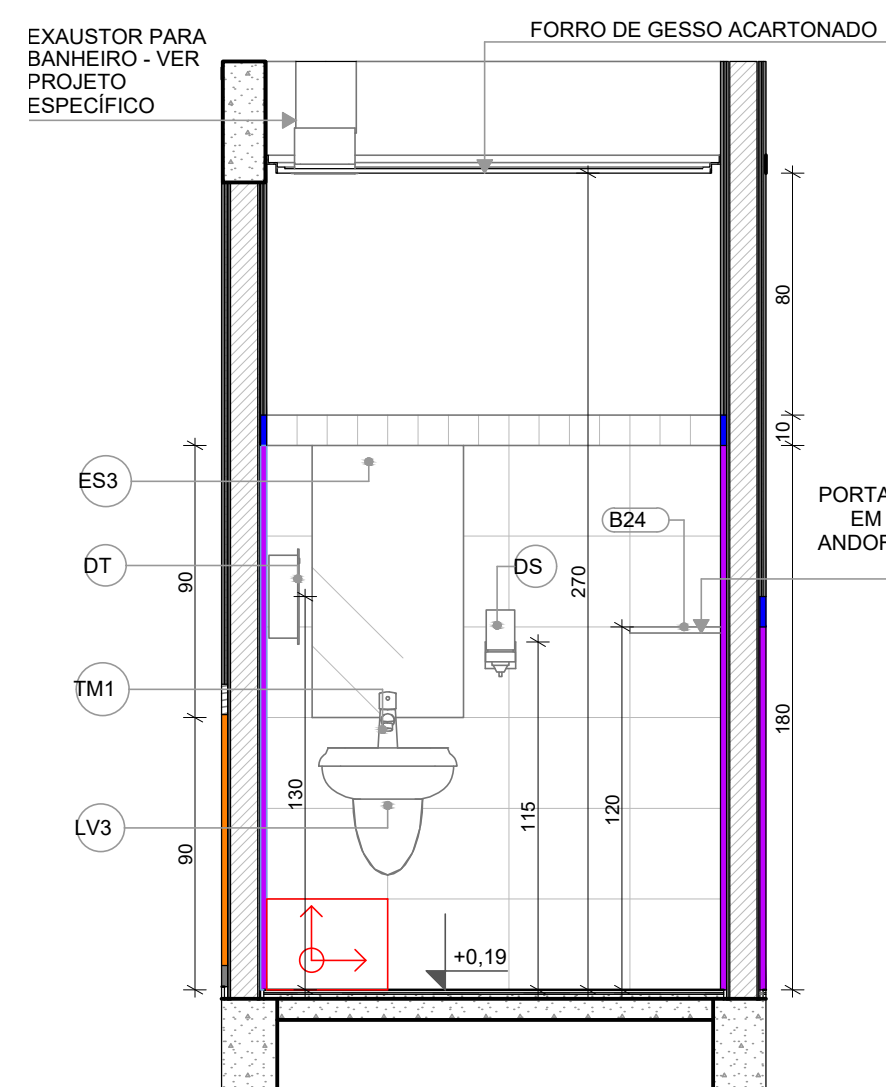 EXAUSTOR PARA
BANHEIRO - VER
PROJETO
ESPECÍFICO
FORRO DE GESSO ACARTONADO
80
10
ES3
B24
PORTA
EM
ANDOR
DT
DS
90
270
TM1
180
130
115
120
LV3
90
+0,19